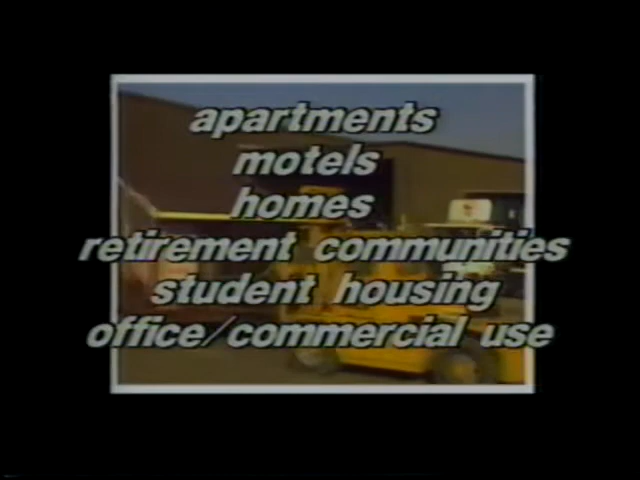 apartments
motels
homes
retirement communities
student housing
office/commercial use